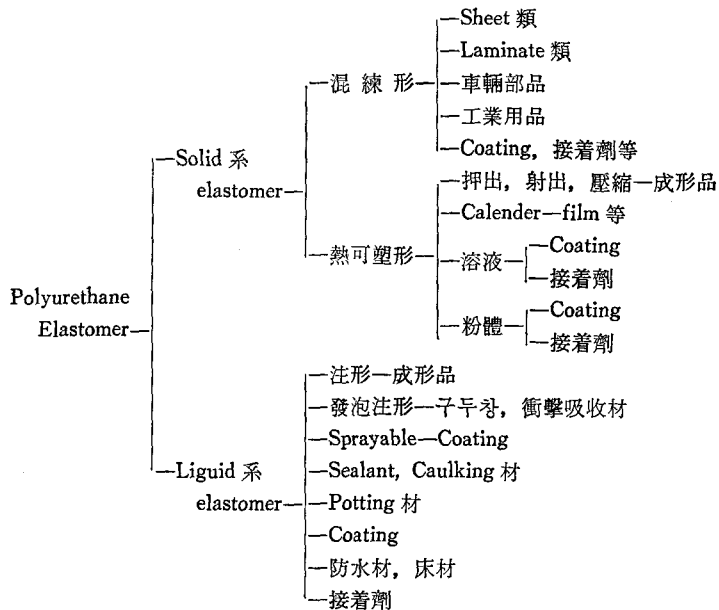 Sheet 類
Laminate 類
混練形
車輛部品
工業用品
Solid 系
elastomer
Coating, 接着劑等
押出, 射出, 壓縮—成形品
Calender—film 等
熱可塑形
溶液
Coating
接着劑
Polyurethane
Elastomer
粉體
Coating
接着劑
注形—成形品
發泡注形—구두창, 衝擊吸收材
Sprayable—Coating
Liguid 系
elastomer
Sealant, Caulking 材
Potting 材
Coating
防水材, 床材
接着劑